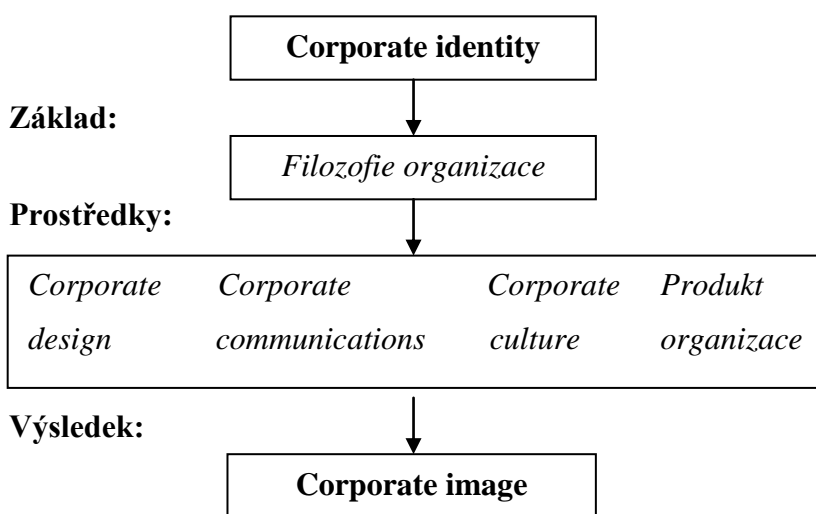 Corporate identity
Základ:
Filozofie organizace
Prostředky:
Corporate Corporate Corporate Produkt
design communications culture organizace
Výsledek:
Corporate image